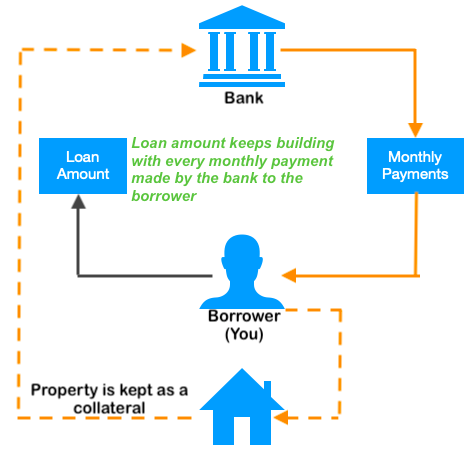 Bank
Loan
Amount
Loan amount keeps building
with every monthly payment
made by the bank to the
borrower
Monthly
Payments
Borrower
(You)
Property is kept as a
collateral